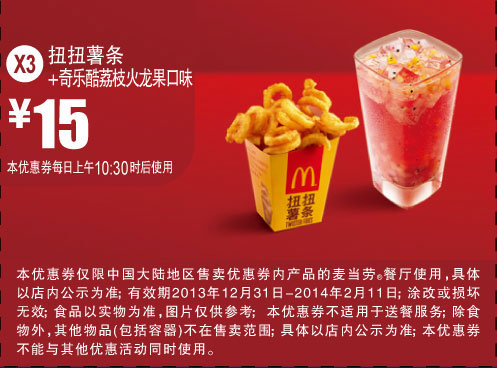 X3
扭扭薯条
+奇乐酷荔枝火龙果口味
¥15
本优惠券每日上午10:30时后使用
扭扭
薯条
TWISTER FRIES
本优惠券仅限中国大陆地区售卖优惠券内产品的麦当劳®餐厅使用,具体
以店内公示为准; 有效期2013年12月31日-2014年2月11日; 涂改或损坏
无效; 食品以实物为准,图片仅供参考; 本优惠券不适用于送餐服务; 除食
物外,其他物品(包括容器)不在售卖范围; 具体以店内公示为准; 本优惠券
不能与其他优惠活动同时使用。